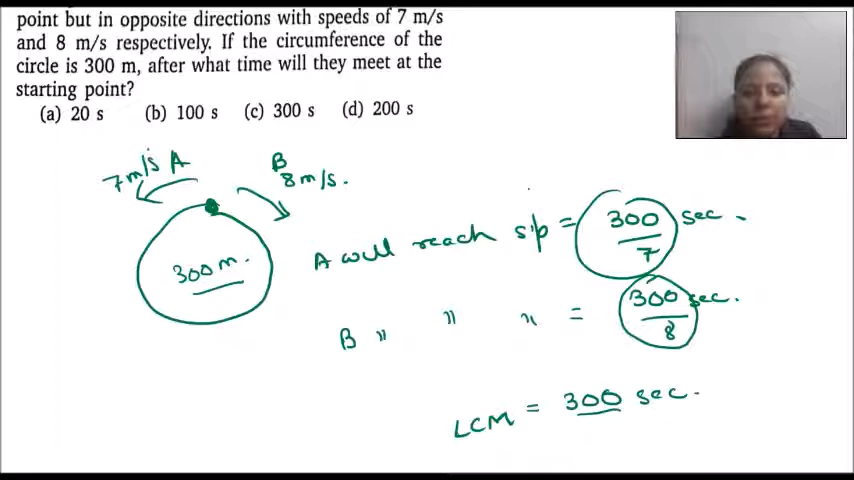 point but in opposite directions with speeds of 7 m/s
and 8 m/s respectively. If the circumference of the
circle is 300 m, after what time will they meet at the
starting point?
(a) 20 s (b) 100 s (c) 300 s (d) 200 s
7m/s A
B
8m/s.
300 m.
A will reach s/p = 300/7 sec.
B " " " = 300/8 sec.
LCM = 300 sec.